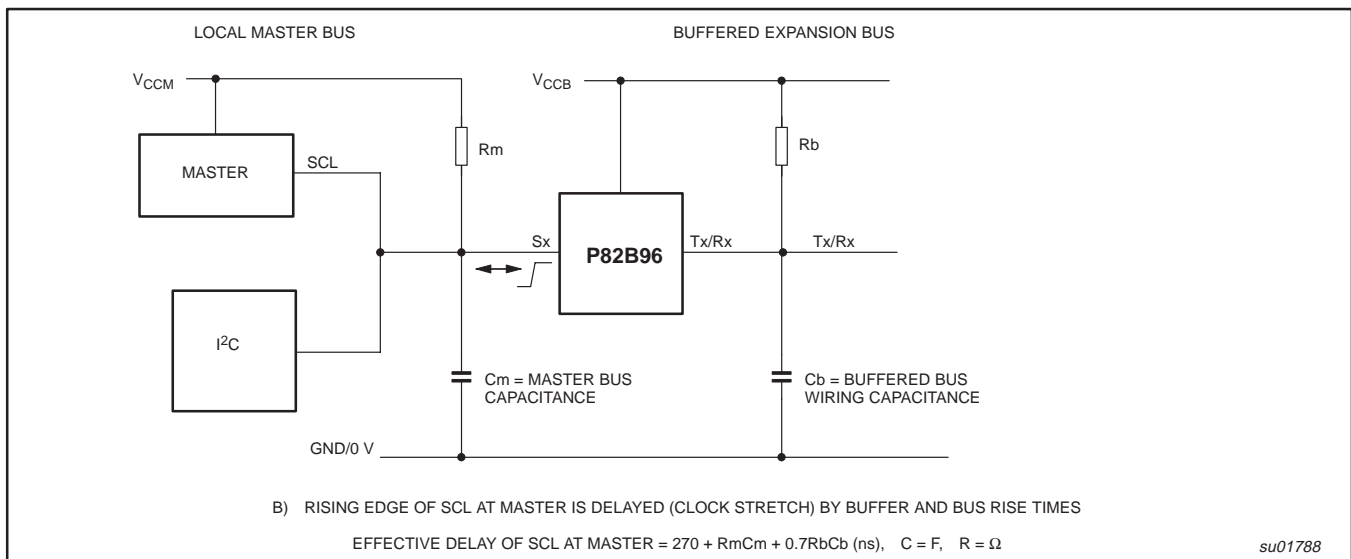 LOCAL MASTER BUS
BUFFERED EXPANSION BUS
VCCM
VCCB
Rm
Rb
MASTER
SCL
Sx
P82B96
Tx/Rx
Tx/Rx
I2C
Cm = MASTER BUS
CAPACITANCE
Cb = BUFFERED BUS
WIRING CAPACITANCE
GND/0 V
B) RISING EDGE OF SCL AT MASTER IS DELAYED (CLOCK STRETCH) BY BUFFER AND BUS RISE TIMES
EFFECTIVE DELAY OF SCL AT MASTER = 270 + RmCm + 0.7RbCb (ns), C = F, R = Ω
su01788